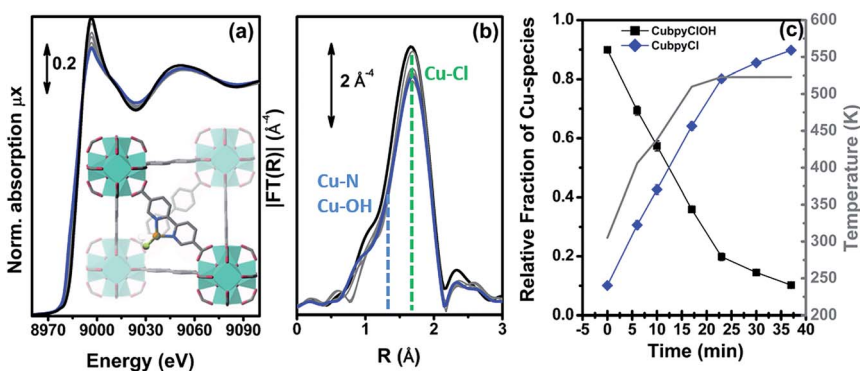 (a)
0.2
Norm. absorption µx
8970 9000 9030 9060 9090
Energy (eV)
(b)
2 Å⁻⁴
Cu-Cl
Cu-N
Cu-OH
|FT(R)| (Å⁻⁴)
0 1 2 3
R (Å)
(c)
CubpyClOH
CubpyCl
Relative Fraction of Cu-species
1.0
0.8
0.6
0.4
0.2
0.0
-5 0 5 10 15 20 25 30 35 40
Time (min)
600
550
500
450
400
350
300
250
200
Temperature (K)